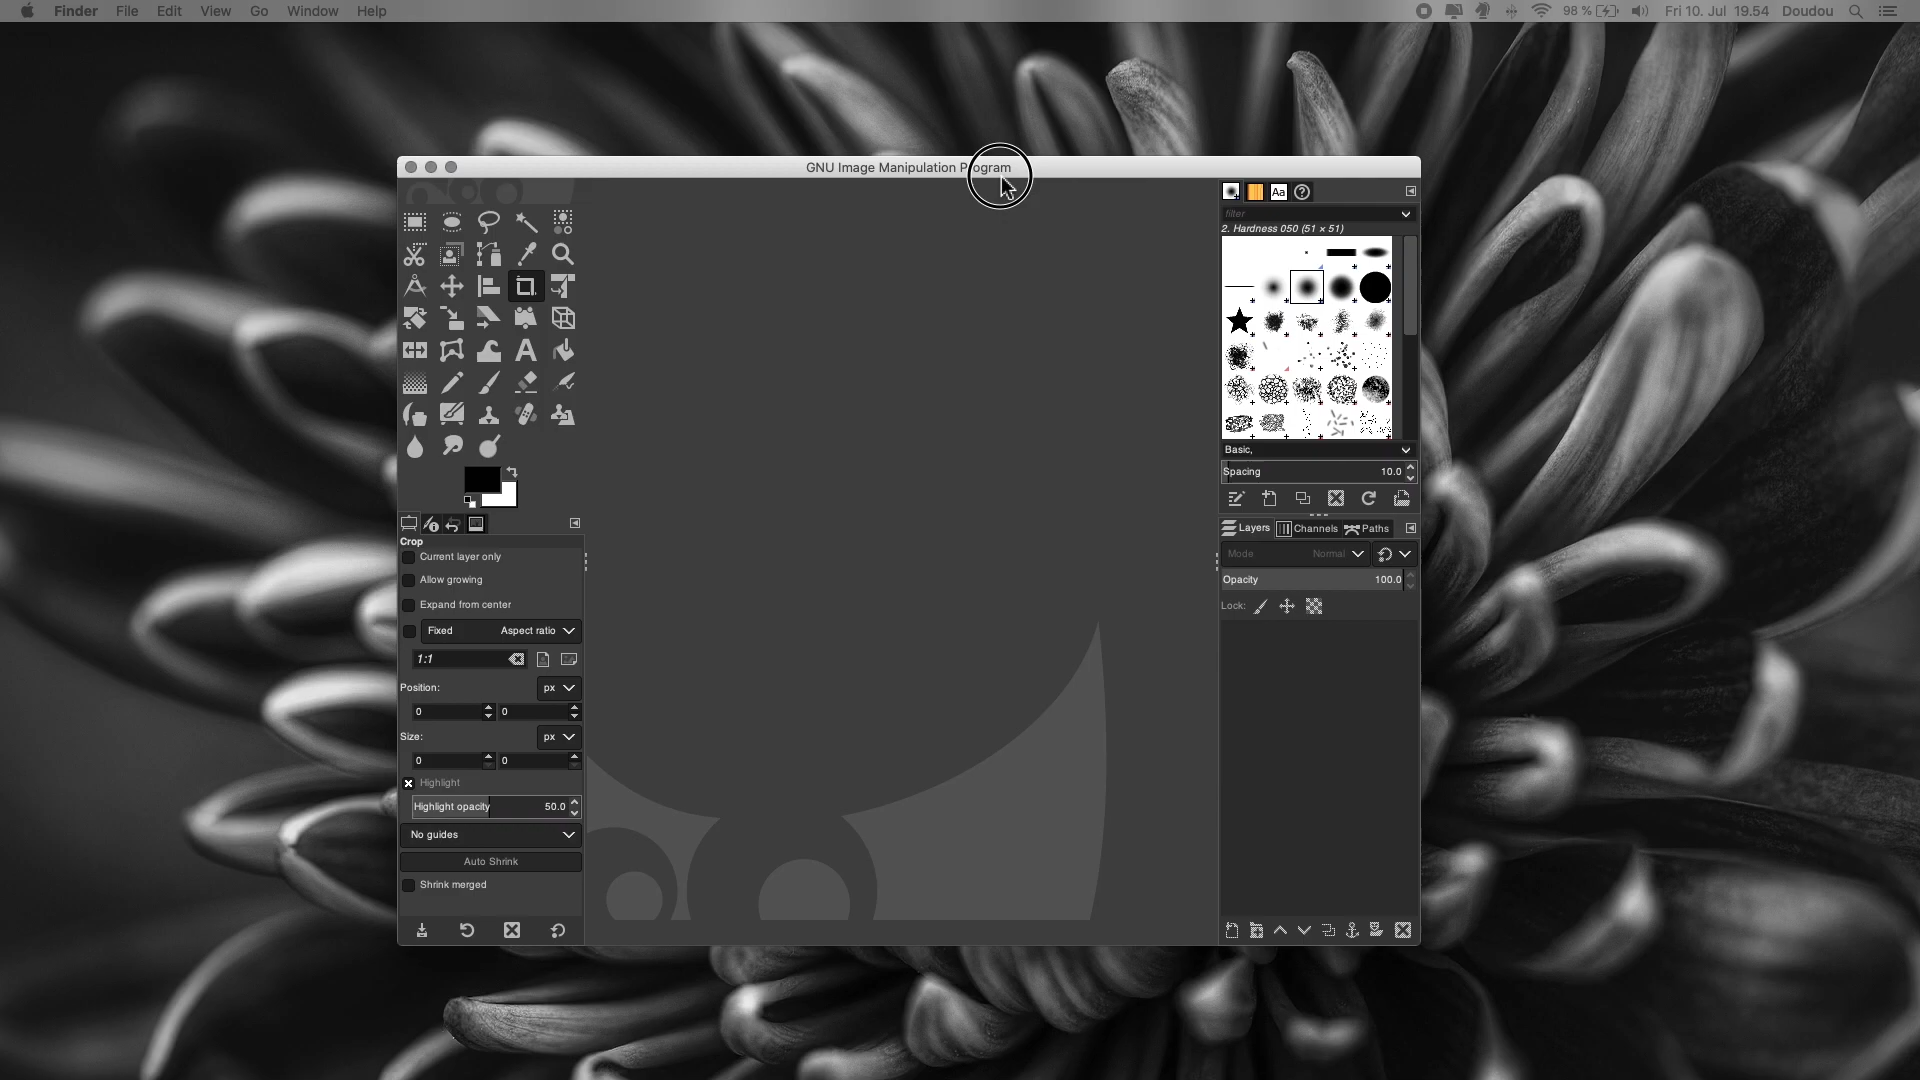 Finder File Edit View Go Window Help 98 % Fri 10. Jul 19.54 Doudou
GNU Image Manipulation Program
Aa
filter
2. Hardness 050 (51 × 51)
Basic,
Spacing 10.0
Crop
Current layer only
Allow growing
Expand from center
Fixed Aspect ratio
1:1
Position: px
0 0
Size: px
0 0
Highlight
Highlight opacity 50.0
No guides
Auto Shrink
Shrink merged
Layers Channels Paths
Mode Normal
Opacity 100.0
Lock: